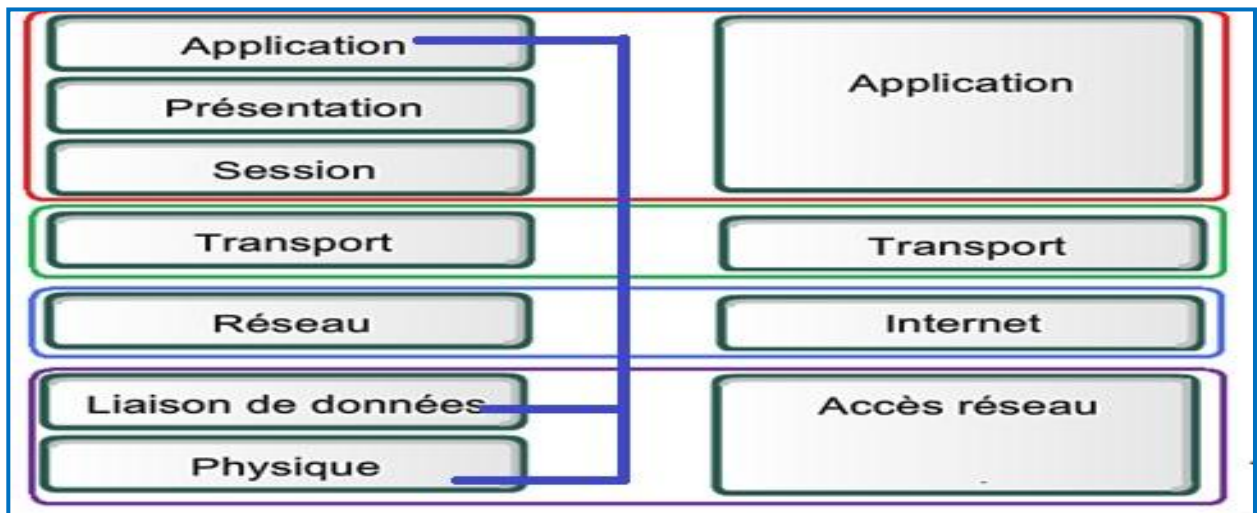 Application
Présentation
Session
Transport
Réseau
Liaison de données
Physique
Application
Transport
Internet
Accès réseau